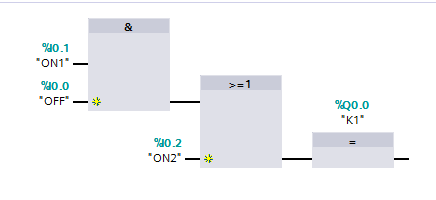 &
%I0.1
"ON1"
%I0.0
"OFF"
>=1
%I0.2
"ON2"
%Q0.0
"K1"
=